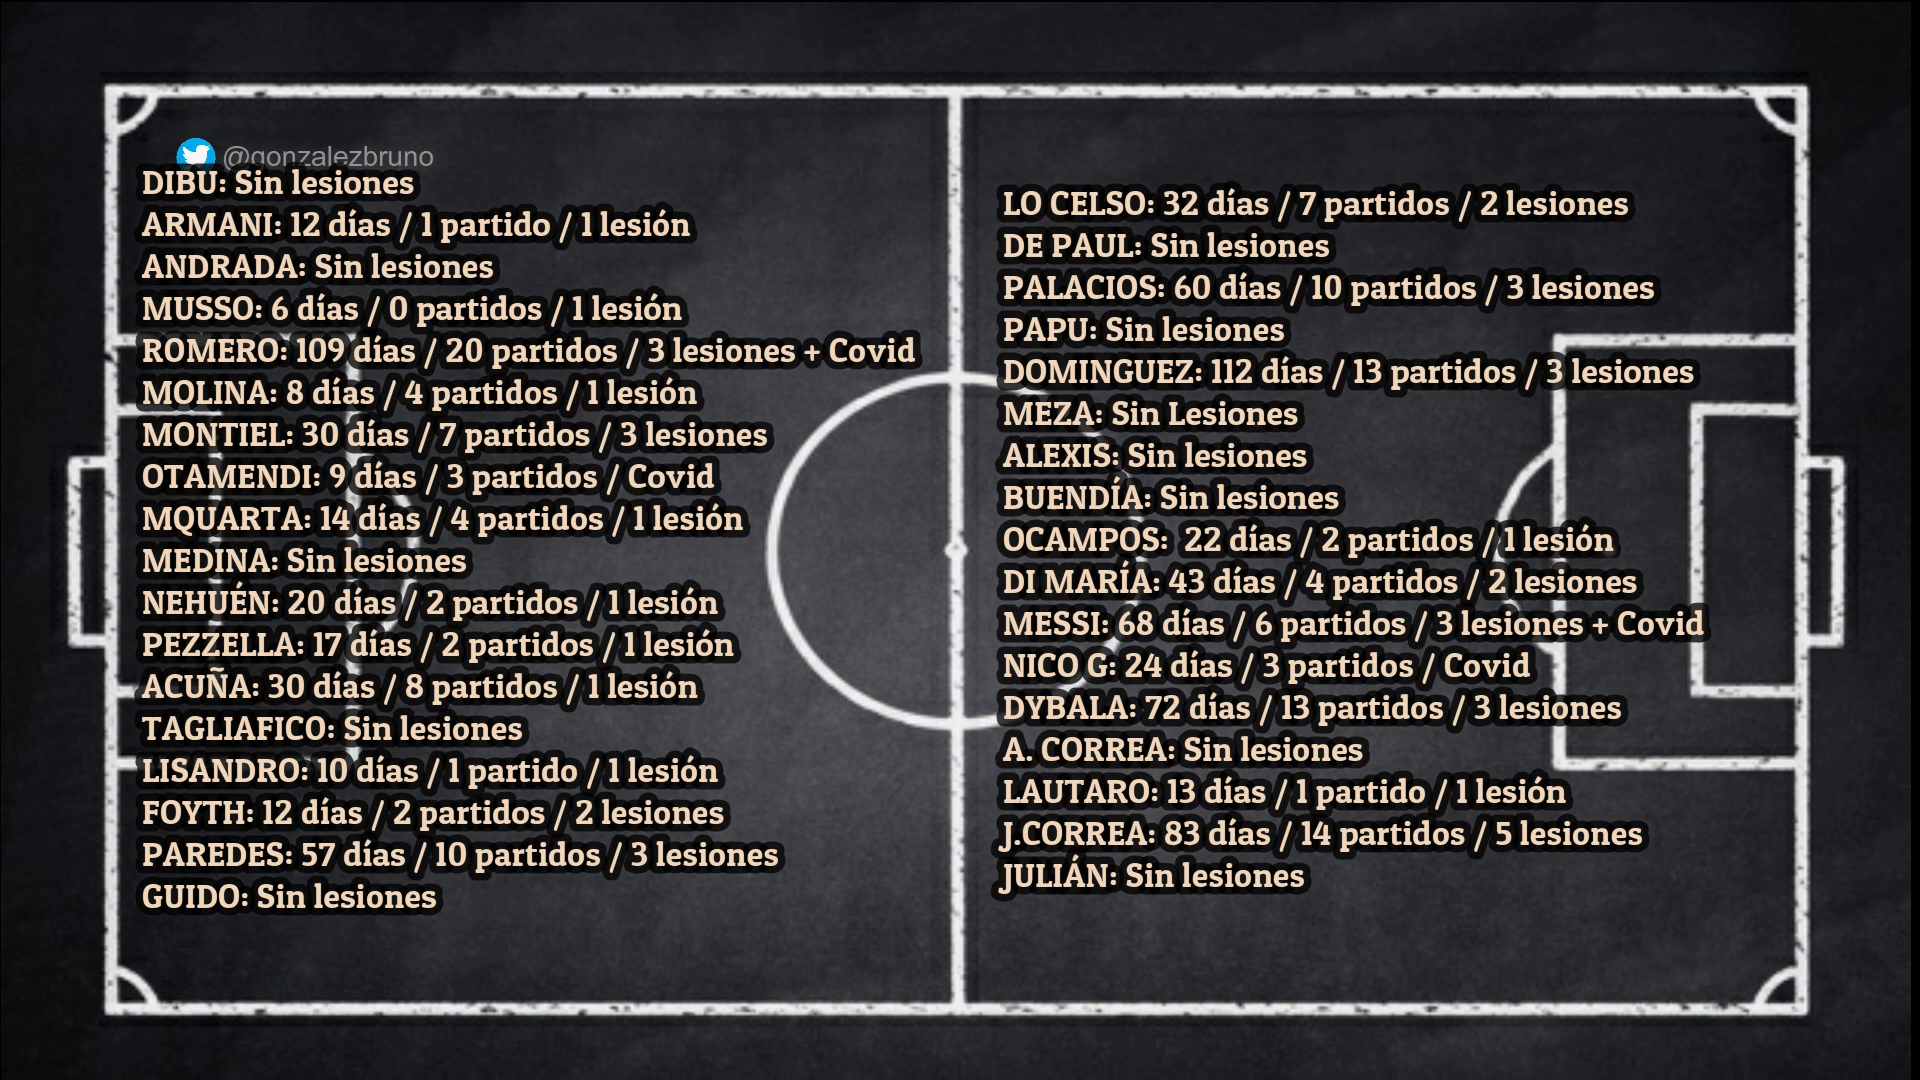 @gonzalezbruno
DIBU: Sin lesiones
ARMANI: 12 días / 1 partido / 1 lesión
ANDRADA: Sin lesiones
MUSSO: 6 días / 0 partidos / 1 lesión
ROMERO: 109 días / 20 partidos / 3 lesiones + Covid
MOLINA: 8 días / 4 partidos / 1 lesión
MONTIEL: 30 días / 7 partidos / 3 lesiones
OTAMENDI: 9 días / 3 partidos / Covid
MQUARTA: 14 días / 4 partidos / 1 lesión
MEDINA: Sin lesiones
NEHUÉN: 20 días / 2 partidos / 1 lesión
PEZZELLA: 17 días / 2 partidos / 1 lesión
ACUÑA: 30 días / 8 partidos / 1 lesión
TAGLIAFICO: Sin lesiones
LISANDRO: 10 días / 1 partido / 1 lesión
FOYTH: 12 días / 2 partidos / 2 lesiones
PAREDES: 57 días / 10 partidos / 3 lesiones
GUIDO: Sin lesiones
LO CELSO: 32 días / 7 partidos / 2 lesiones
DE PAUL: Sin lesiones
PALACIOS: 60 días / 10 partidos / 3 lesiones
PAPU: Sin lesiones
DOMINGUEZ: 112 días / 13 partidos / 3 lesiones
MEZA: Sin Lesiones
ALEXIS: Sin lesiones
BUENDÍA: Sin lesiones
OCAMPOS: 22 días / 2 partidos / 1 lesión
DI MARÍA: 43 días / 4 partidos / 2 lesiones
MESSI: 68 días / 6 partidos / 3 lesiones + Covid
NICO G: 24 días / 3 partidos / Covid
DYBALA: 72 días / 13 partidos / 3 lesiones
A. CORREA: Sin lesiones
LAUTARO: 13 días / 1 partido / 1 lesión
J.CORREA: 83 días / 14 partidos / 5 lesiones
JULIÁN: Sin lesiones